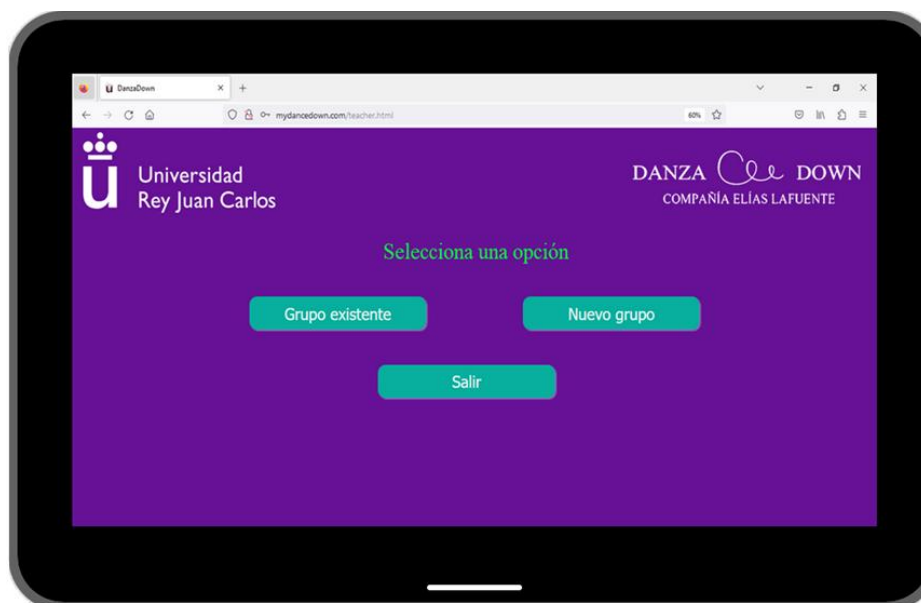 DanzaDown
mydancedown.com/teacher.html
60%
ü
Universidad
Rey Juan Carlos
DANZA DOWN
COMPAÑÍA ELÍAS LAFUENTE
Selecciona una opción
Grupo existente
Nuevo grupo
Salir